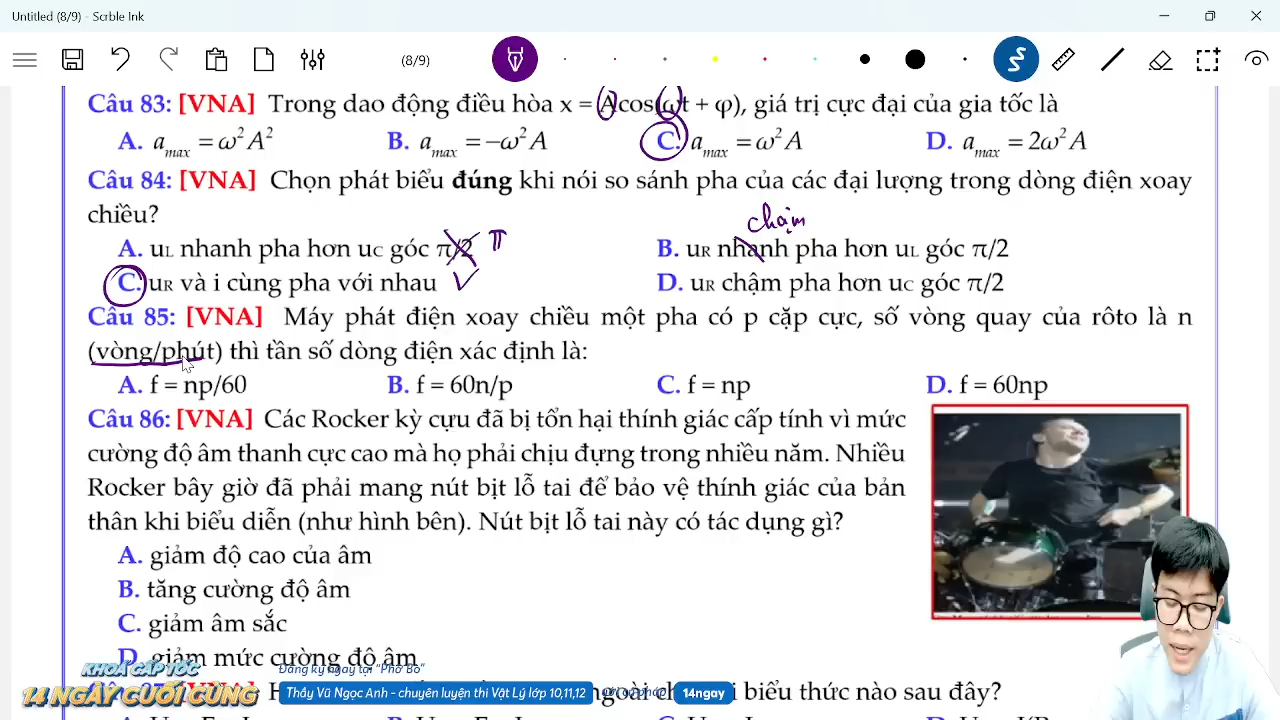 Untitled (8/9) - Scrble Ink
(8/9)
Câu 83: [VNA] Trong dao động điều hòa x = Acos(ωt + φ), giá trị cực đại của gia tốc là
A. a_max = ω²A² B. a_max = −ω²A C. a_max = ω²A D. a_max = 2ω²A
Câu 84: [VNA] Chọn phát biểu đúng khi nói so sánh pha của các đại lượng trong dòng điện xoay
chiều?
chậm
A. uL nhanh pha hơn uC góc π/2 π B. uR nhanh pha hơn uL góc π/2
C. uR và i cùng pha với nhau ✓ D. uR chậm pha hơn uC góc π/2
Câu 85: [VNA] Máy phát điện xoay chiều một pha có p cặp cực, số vòng quay của rôto là n
(vòng/phút) thì tần số dòng điện xác định là:
A. f = np/60 B. f = 60n/p C. f = np D. f = 60np
Câu 86: [VNA] Các Rocker kỳ cựu đã bị tổn hại thính giác cấp tính vì mức
cường độ âm thanh cực cao mà họ phải chịu đựng trong nhiều năm. Nhiều
Rocker bây giờ đã phải mang nút bịt lỗ tai để bảo vệ thính giác của bản
thân khi biểu diễn (như hình bên). Nút bịt lỗ tai này có tác dụng gì?
A. giảm độ cao của âm
B. tăng cường độ âm
C. giảm âm sắc
D. giảm mức cường độ âm
KHOÁ CẤP TỐC
14 NGÀY CUỐI CÙNG
Đăng ký ngay tại "Phở Bò"
Thầy Vũ Ngọc Anh - chuyên luyện thi Vật Lý lớp 10,11,12
14ngay
biểu thức nào sau đây?